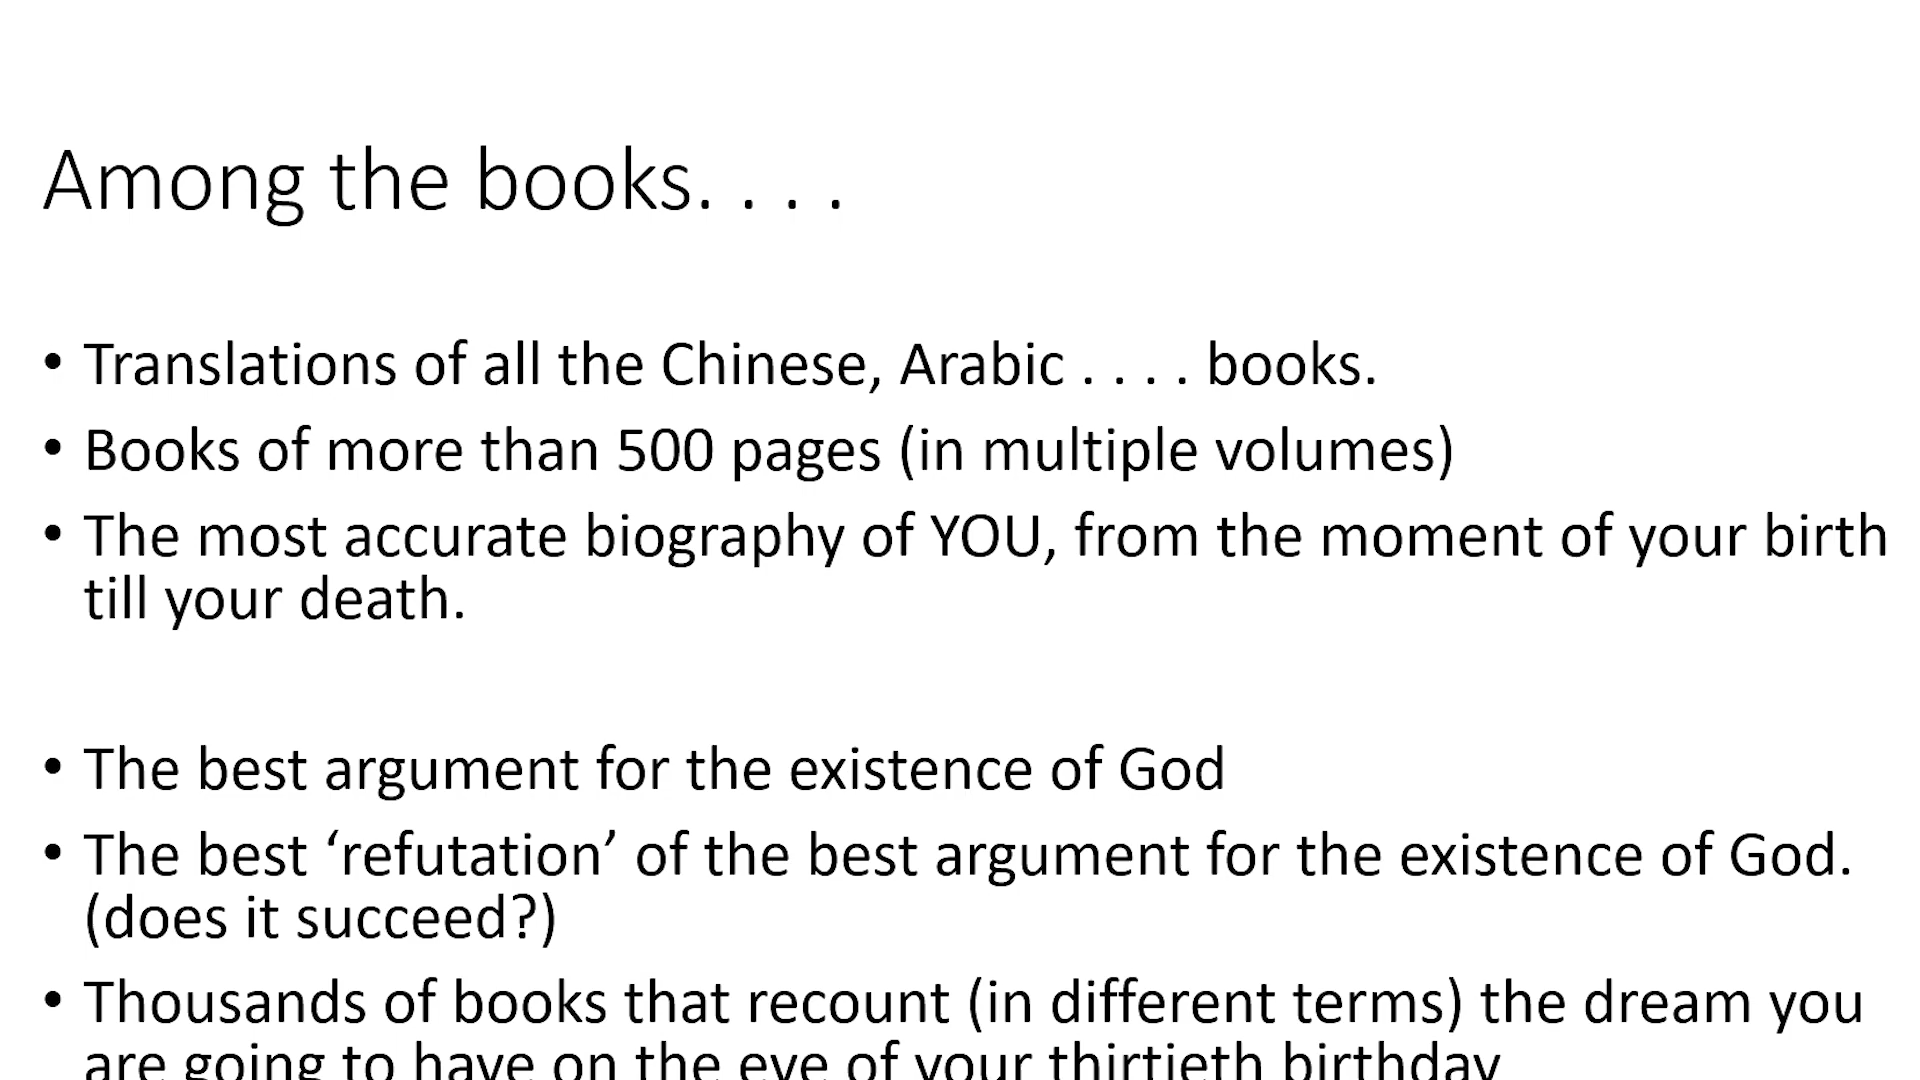 Among the books. . . .
• Translations of all the Chinese, Arabic . . . . books.
• Books of more than 500 pages (in multiple volumes)
• The most accurate biography of YOU, from the moment of your birth
till your death.
• The best argument for the existence of God
• The best ‘refutation’ of the best argument for the existence of God.
(does it succeed?)
• Thousands of books that recount (in different terms) the dream you
are going to have on the eve of your thirtieth birthday